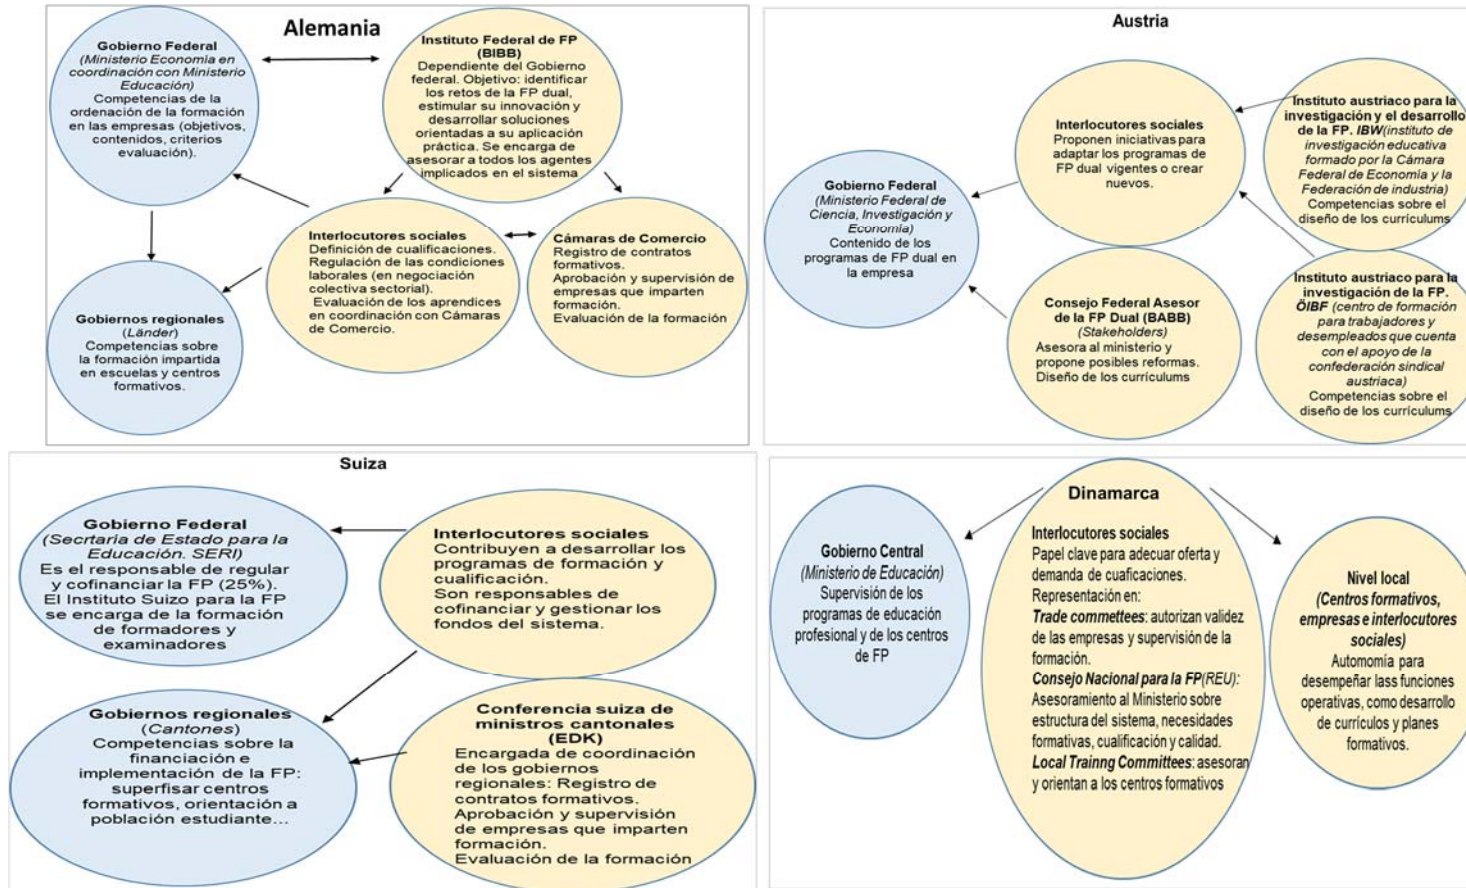 Alemania
Gobierno Federal
(Ministerio Economía en
coordinación con Ministerio
Educación)
Competencias de la
ordenación de la formación
en las empresas (objetivos,
contenidos, criterios
evaluación).
Instituto Federal de FP
(BIBB)
Dependiente del Gobierno
federal. Objetivo: identificar
los retos de la FP dual,
estimular su innovación y
desarrollar soluciones
orientadas a su aplicación
práctica. Se encarga de
asesorar a todos los agentes
implicados en el sistema
Interlocutores sociales
Definición de cualificaciones.
Regulación de las condiciones
laborales (en negociación
colectiva sectorial).
Evaluación de los aprendices
en coordinación con Cámaras
de Comercio.
Cámaras de Comercio
Registro de contratos
formativos.
Aprobación y supervisión de
empresas que imparten
formación.
Evaluación de la formación
Gobiernos regionales
(Länder)
Competencias sobre
la formación impartida
en escuelas y centros
formativos.
Austria
Gobierno Federal
(Ministerio Federal de
Ciencia, Investigación y
Economía)
Contenido de los
programas de FP dual en
la empresa
Interlocutores sociales
Proponen iniciativas para
adaptar los programas de
FP dual vigentes o crear
nuevos.
Consejo Federal Asesor
de la FP Dual (BABB)
(Stakeholders)
Asesora al ministerio y
propone posibles reformas.
Diseño de los currículums
Instituto austriaco para la
investigación y el desarrollo
de la FP. IBW(instituto de
investigación educativa
formado por la Cámara
Federal de Economía y la
Federación de industria)
Competencias sobre el
diseño de los currículums
Instituto austriaco para la
investigación de la FP.
ÖIBF (centro de formación
para trabajadores y
desempleados que cuenta
con el apoyo de la
confederación sindical
austriaca)
Competencias sobre el
diseño de los currículums
Suiza
Gobierno Federal
(Secrtaría de Estado para la
Educación. SERI)
Es el responsable de regular
y cofinanciar la FP (25%).
El Instituto Suizo para la FP
se encarga de la formación
de formadores y
examinadores
Interlocutores sociales
Contribuyen a desarrollar los
programas de formación y
cualificación.
Son responsables de
cofinanciar y gestionar los
fondos del sistema.
Gobiernos regionales
(Cantones)
Competencias sobre la
financiación e
implementación de la FP:
superfisar centros
formativos, orientación a
población estudiante...
Conferencia suiza de
ministros cantonales
(EDK)
Encargada de coordinación
de los gobiernos
regionales: Registro de
contratos formativos.
Aprobación y supervisión
de empresas que imparten
formación.
Evaluación de la formación
Dinamarca
Gobierno Central
(Ministerio de Educación)
Supervisión de los
programas de educación
profesional y de los centros
de FP
Interlocutores sociales
Papel clave para adecuar oferta y
demanda de cuaficaciones.
Representación en:
Trade committees: autorizan validez
de las empresas y supervisión de la
formación.
Consejo Nacional para la FP(REU):
Asesoramiento al Ministerio sobre
estructura del sistema, necesidades
formativas, cualificación y calidad.
Local Trainng Committees: asesoran
y orientan a los centros formativos
Nivel local
(Centros formativos,
empresas e interlocutores
sociales)
Automomía para
desempeñar lass funciones
operativas, como desarrollo
de currículos y planes
formativos.